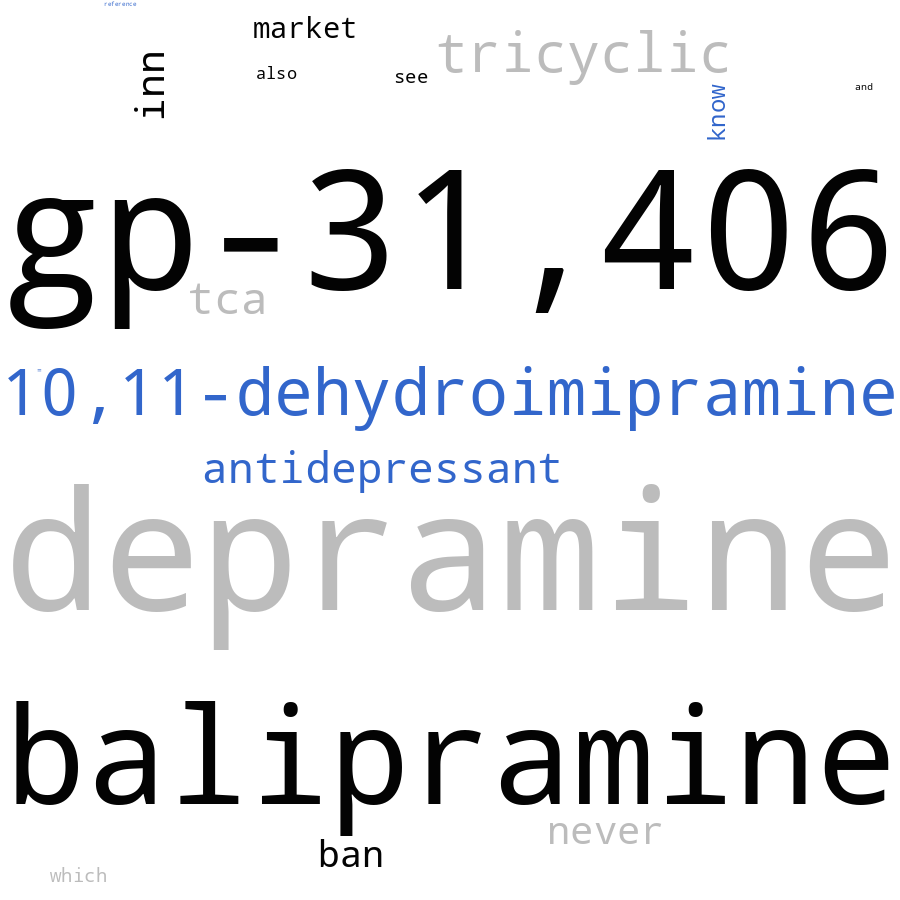 reference
market
tricyclic
inn
also
see
know
and
gp-31,406
tca
10,11-dehydroimipramine
antidepressant
depramine
balipramine
never
ban
which